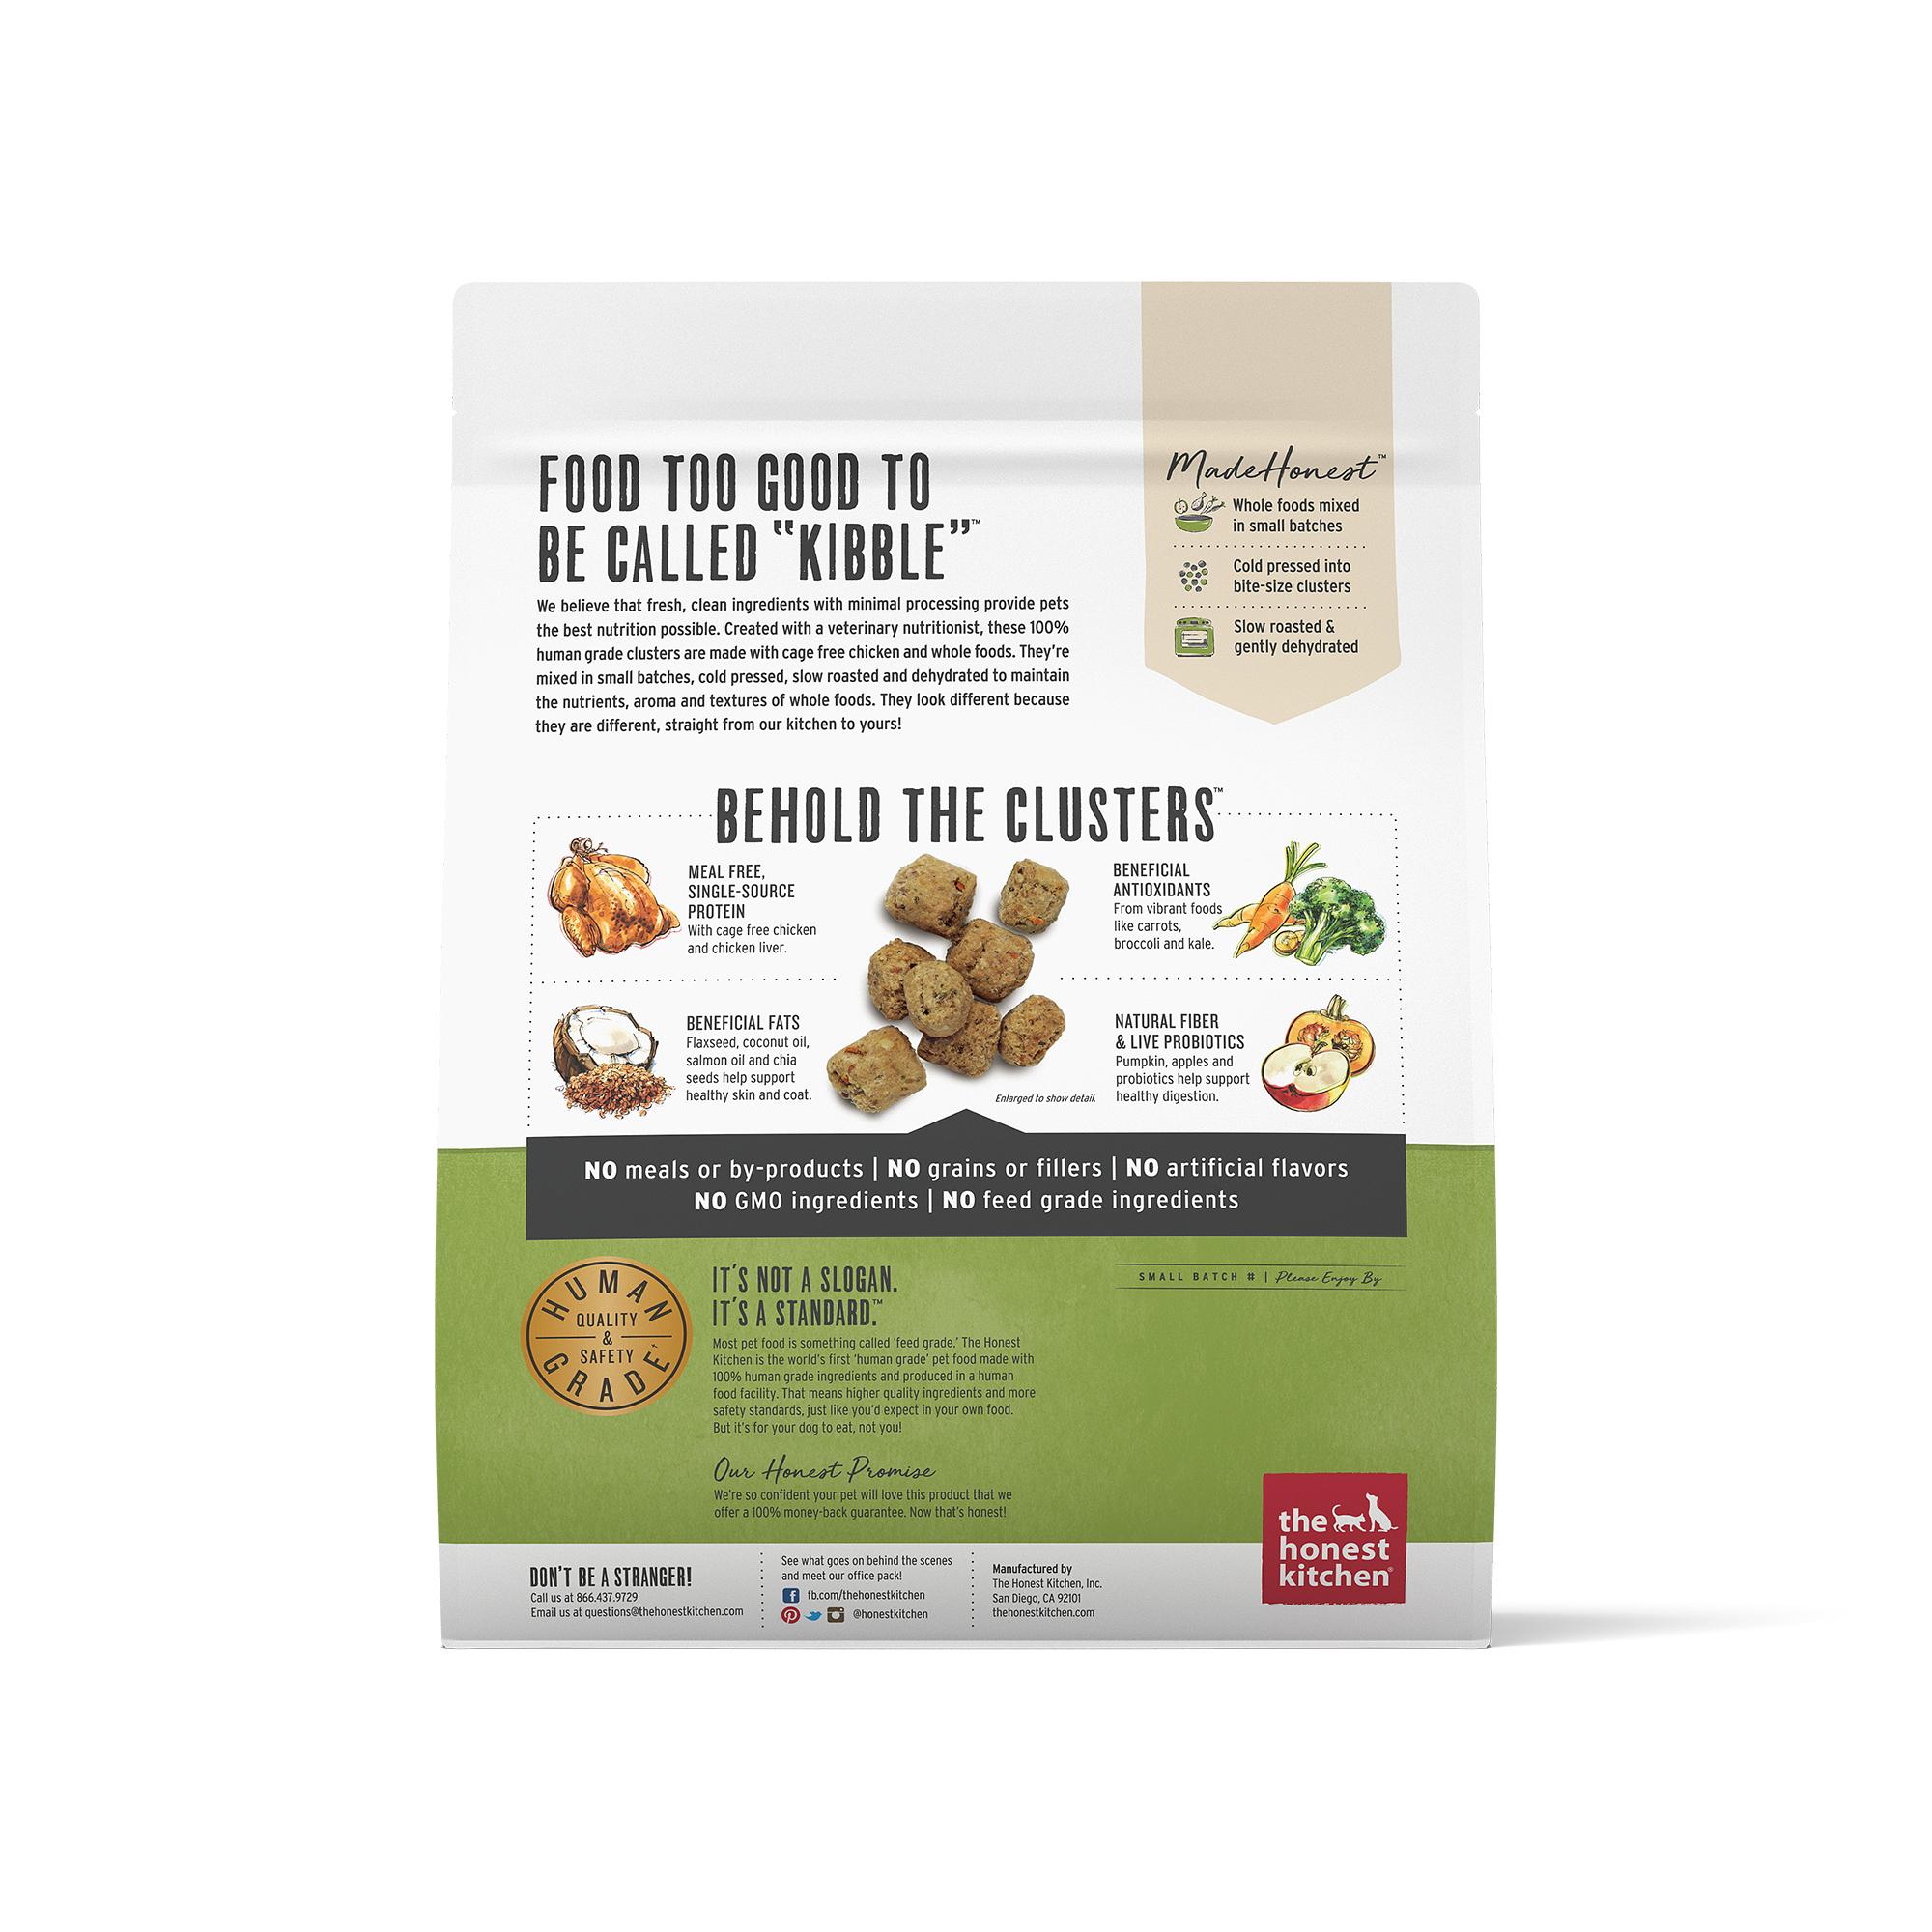 FOOD TOO GOOD TO
BE CALLED “KIBBLE”™
We believe that fresh, clean ingredients with minimal processing provide pets
the best nutrition possible. Created with a veterinary nutritionist, these 100%
human grade clusters are made with cage free chicken and whole foods. They’re
mixed in small batches, cold pressed, slow roasted and dehydrated to maintain
the nutrients, aroma and textures of whole foods. They look different because
they are different, straight from our kitchen to yours!
MadeHonest™
Whole foods mixed
in small batches
Cold pressed into
bite-size clusters
Slow roasted &
gently dehydrated
BEHOLD THE CLUSTERS™
MEAL FREE,
SINGLE-SOURCE
PROTEIN
With cage free chicken
and chicken liver.
BENEFICIAL
ANTIOXIDANTS
From vibrant foods
like carrots,
broccoli and kale.
BENEFICIAL FATS
Flaxseed, coconut oil,
salmon oil and chia
seeds help support
healthy skin and coat.
Enlarged to show detail.
NATURAL FIBER
& LIVE PROBIOTICS
Pumpkin, apples and
probiotics help support
healthy digestion.
NO meals or by-products | NO grains or fillers | NO artificial flavors
NO GMO ingredients | NO feed grade ingredients
HUMAN
QUALITY
&
SAFETY
GRADE™
IT’S NOT A SLOGAN.
IT’S A STANDARD.™
Most pet food is something called ‘feed grade.’ The Honest
Kitchen is the world’s first ‘human grade’ pet food made with
100% human grade ingredients and produced in a human
food facility. That means higher quality ingredients and more
safety standards, just like you’d expect in your own food.
But it’s for your dog to eat, not you!
Our Honest Promise
We’re so confident your pet will love this product that we
offer a 100% money-back guarantee. Now that’s honest!
SMALL BATCH # | Please Enjoy By
the
honest
kitchen®
DON’T BE A STRANGER!
Call us at 866.437.9729
Email us at questions@thehonestkitchen.com
See what goes on behind the scenes
and meet our office pack!
fb.com/thehonestkitchen
@honestkitchen
Manufactured by
The Honest Kitchen, Inc.
San Diego, CA 92101
thehonestkitchen.com